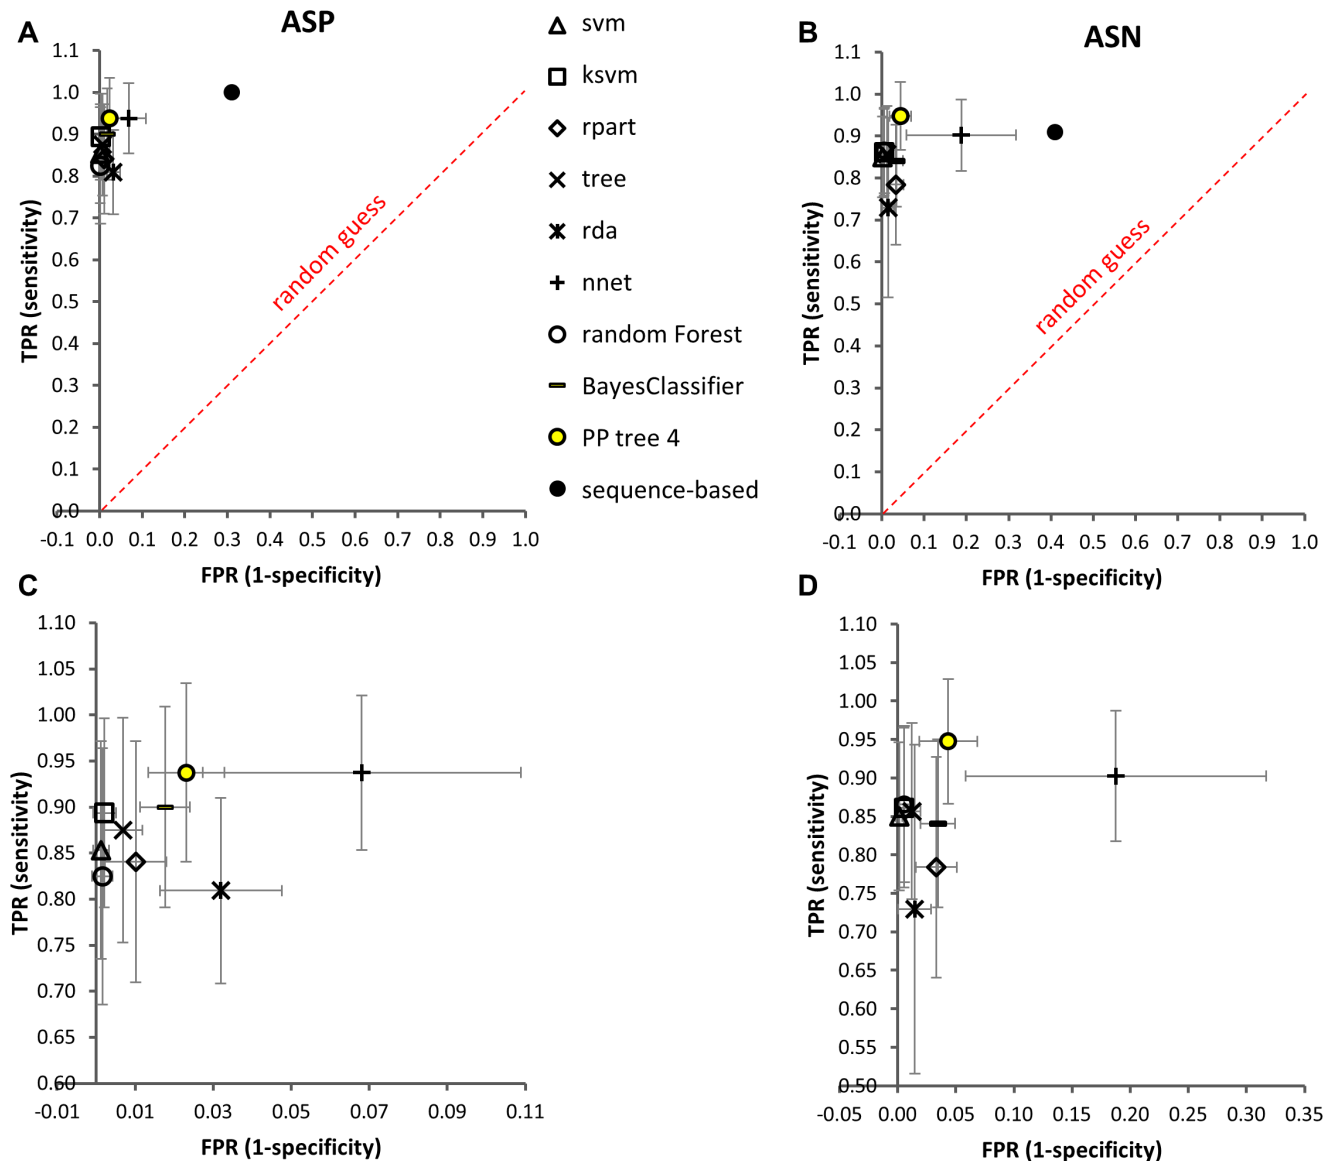 A
ASP
1.1
1.0
0.9
0.8
0.7
0.6
0.5
0.4
0.3
0.2
0.1
0.0
TPR (sensitivity)
random guess
-0.1 0.0 0.1 0.2 0.3 0.4 0.5 0.6 0.7 0.8 0.9 1.0
FPR (1-specificity)
svm
ksvm
rpart
tree
rda
nnet
random Forest
BayesClassifier
PP tree 4
sequence-based
B
ASN
1.1
1.0
0.9
0.8
0.7
0.6
0.5
0.4
0.3
0.2
0.1
0.0
TPR (sensitivity)
random guess
-0.1 0.0 0.1 0.2 0.3 0.4 0.5 0.6 0.7 0.8 0.9 1.0
FPR (1-specificity)
C
1.10
1.05
1.00
0.95
0.90
0.85
0.80
0.75
0.70
0.65
0.60
TPR (sensitivity)
-0.01 0.01 0.03 0.05 0.07 0.09 0.11
FPR (1-specificity)
D
1.10
1.05
1.00
0.95
0.90
0.85
0.80
0.75
0.70
0.65
0.60
0.55
0.50
TPR (sensitivity)
-0.05 0.00 0.05 0.10 0.15 0.20 0.25 0.30 0.35
FPR (1-specificity)